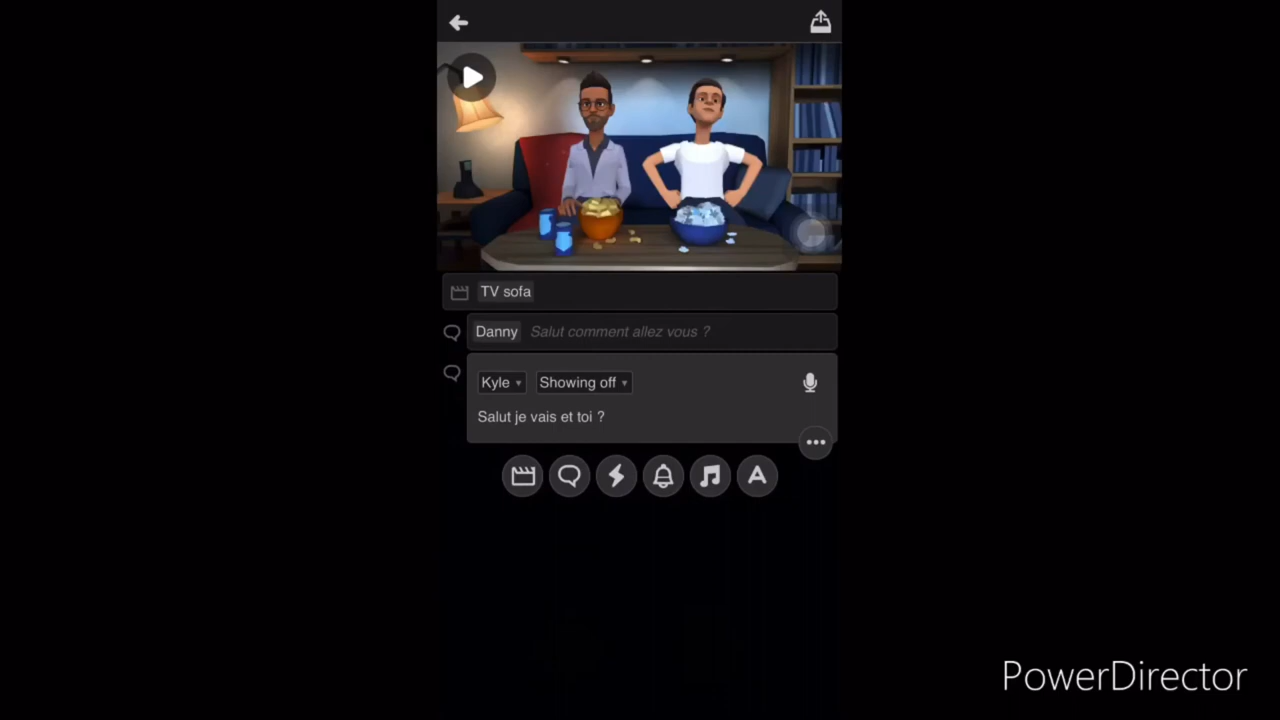 TV sofa
Danny Salut comment allez vous ?
Kyle Showing off
Salut je vais et toi ?
PowerDirector